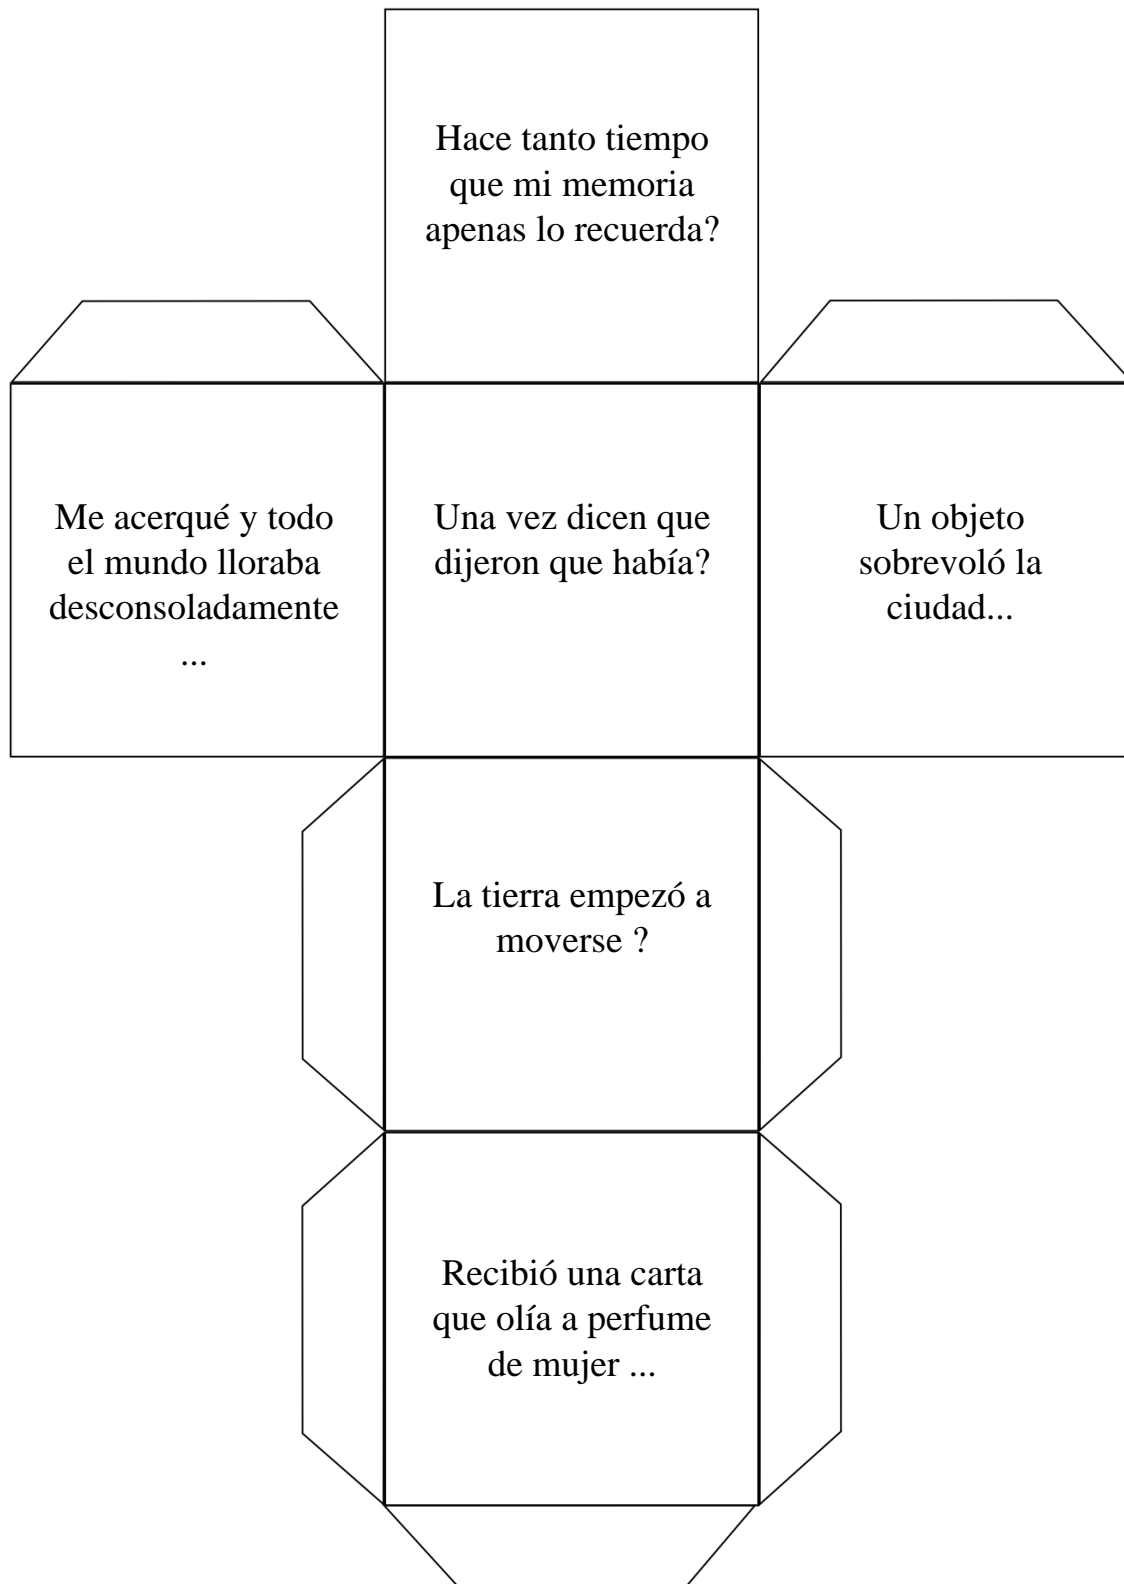 Hace tanto tiempo
que mi memoria
apenas lo recuerda?
Me acerqué y todo
el mundo lloraba
desconsoladamente
...
Una vez dicen que
dijeron que había?
Un objeto
sobrevoló la
ciudad...
La tierra empezó a
moverse ?
Recibió una carta
que olía a perfume
de mujer ...